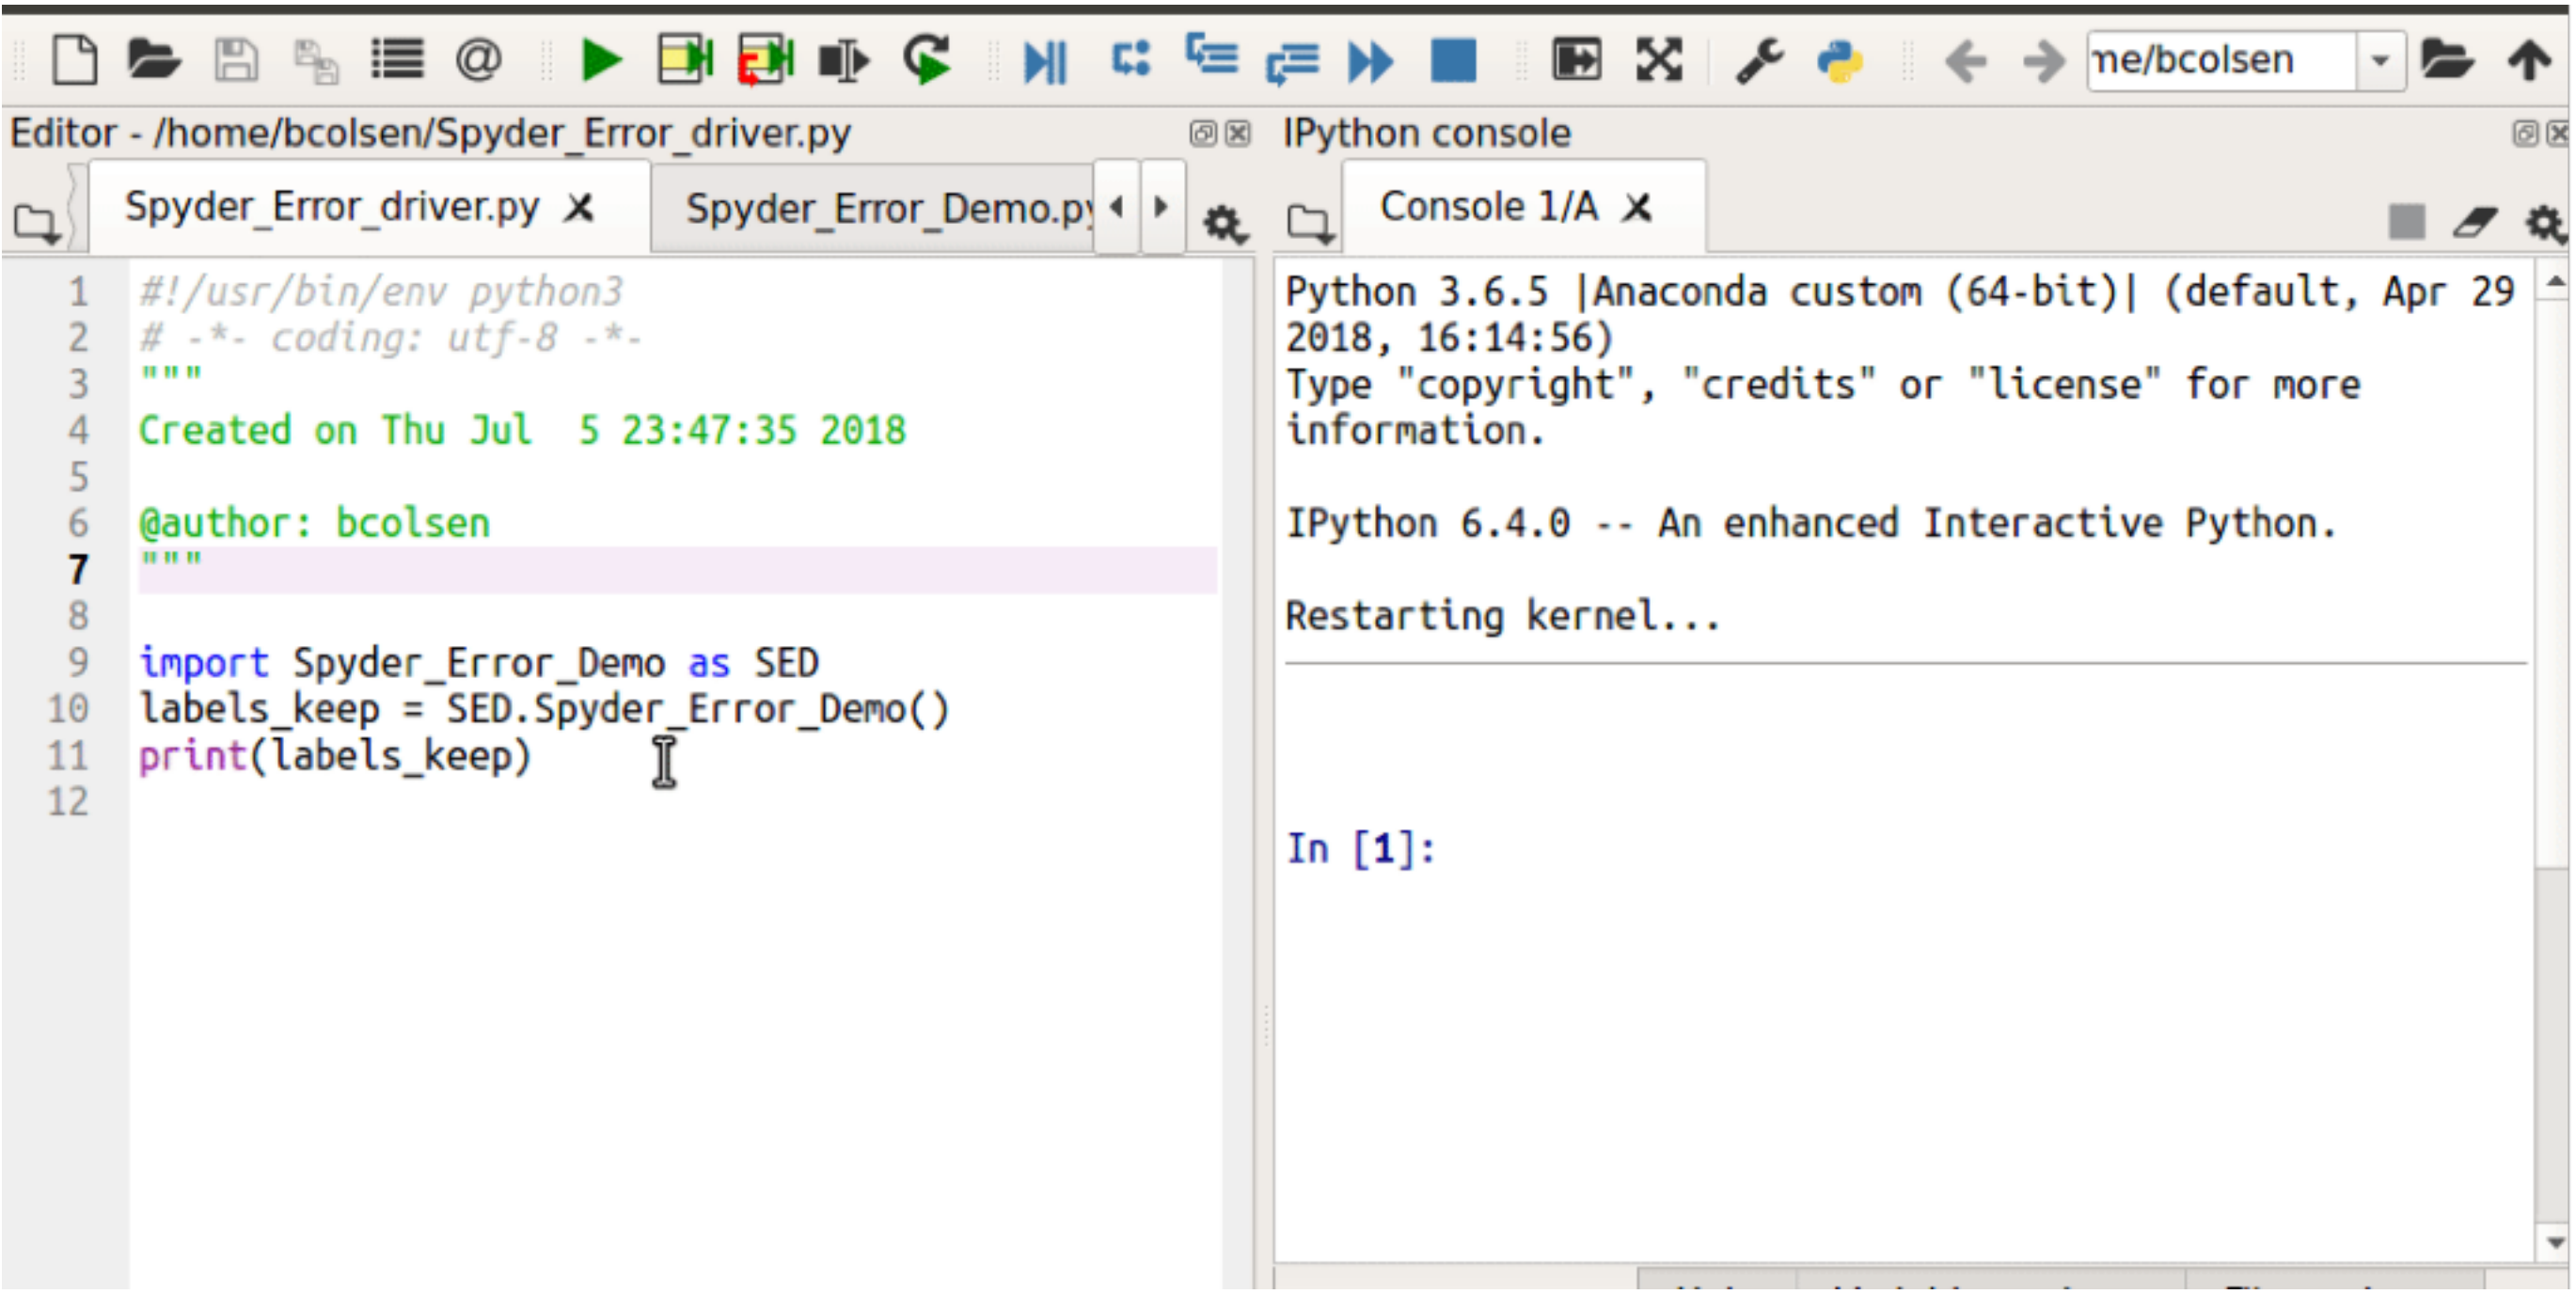 me/bcolsen
Editor - /home/bcolsen/Spyder_Error_driver.py
Spyder_Error_driver.py
Spyder_Error_Demo.py
1 #!/usr/bin/env python3
2 # -*- coding: utf-8 -*-
3 """
4 Created on Thu Jul  5 23:47:35 2018
5
6 @author: bcolsen
7 """
8
9 import Spyder_Error_Demo as SED
10 labels_keep = SED.Spyder_Error_Demo()
11 print(labels_keep)
12
IPython console
Console 1/A
Python 3.6.5 |Anaconda custom (64-bit)| (default, Apr 29
2018, 16:14:56)
Type "copyright", "credits" or "license" for more
information.
IPython 6.4.0 -- An enhanced Interactive Python.
Restarting kernel...
In [1]: